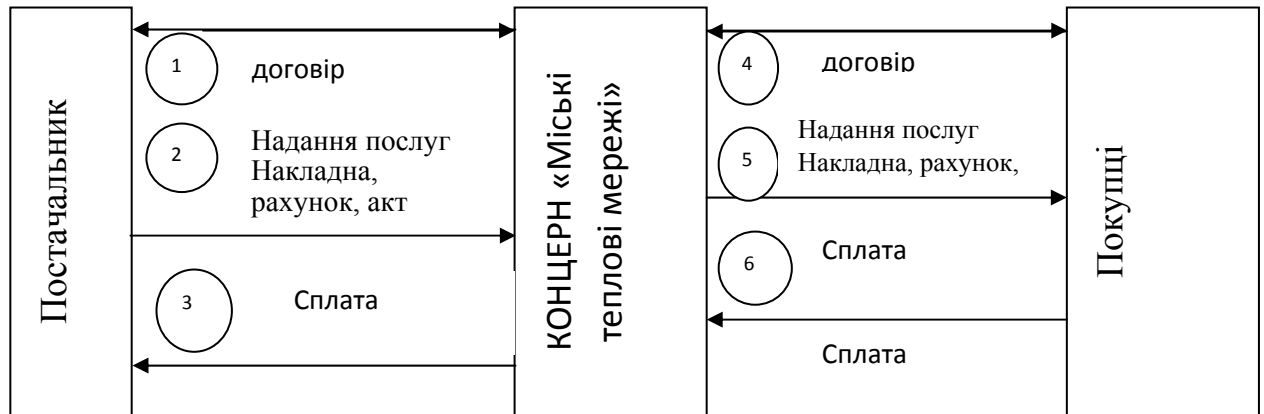 Постачальник
1
договір
2
Надання послуг
Накладна,
рахунок, акт
3
Сплата
КОНЦЕРН «Міські
теплові мережі»
4
договір
5
Надання послуг
Накладна, рахунок,
6
Сплата
Сплата
Покупці